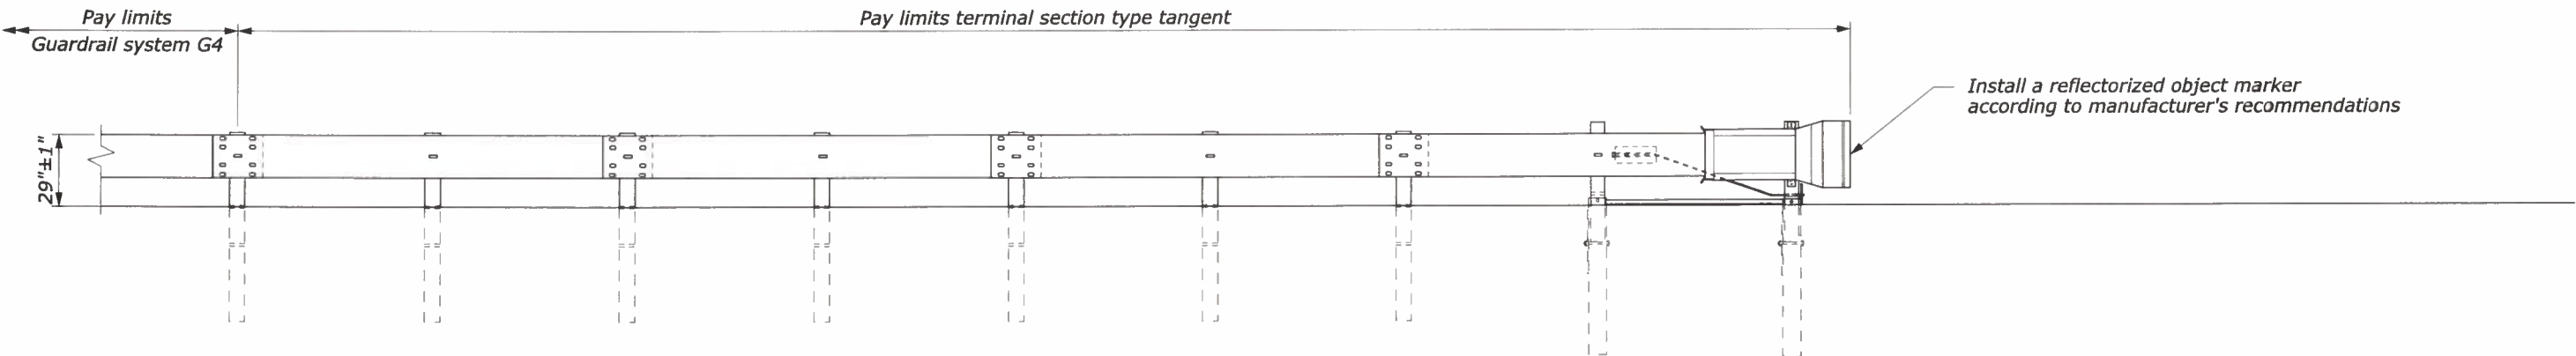 Pay limits
Guardrail system G4
Pay limits terminal section type tangent
Install a reflectorized object marker
according to manufacturer's recommendations
29"±1"